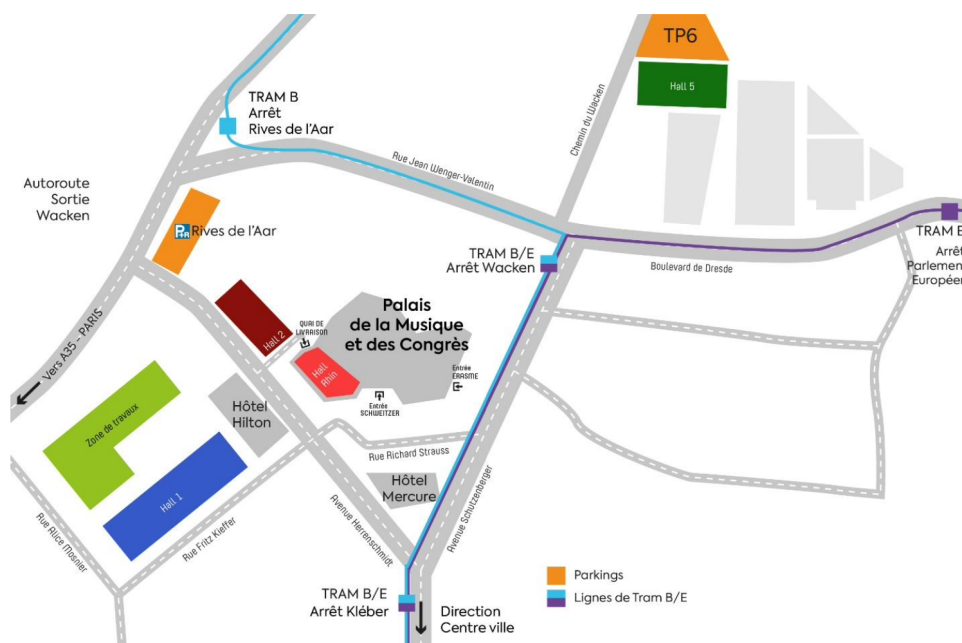 TP6
Hall 5
Chemin du Wacken
TRAM B
Arrêt
Rives de l'Aar
Rue Jean Wenger-Valentin
Autoroute
Sortie
Wacken
P+R
Rives de l'Aar
TRAM B/E
Arrêt Wacken
Boulevard de Dresde
TRAM B
Arrêt
Parlement
Européen
Vers A35 - PARIS
Hall 2
QUAI DE
LIVRAISON
Palais
de la Musique
et des Congrès
Hall
Rhin
Entrée
ERASME
Entrée
SCHWEITZER
Zone de travaux
Hôtel
Hilton
Hall 1
Rue Richard Strauss
Hôtel
Mercure
Avenue Schutzenberger
Avenue Herrenschmidt
Rue Alice Mosnier
Rue Fritz Kieffer
TRAM B/E
Arrêt Kléber
Direction
Centre ville
Parkings
Lignes de Tram B/E